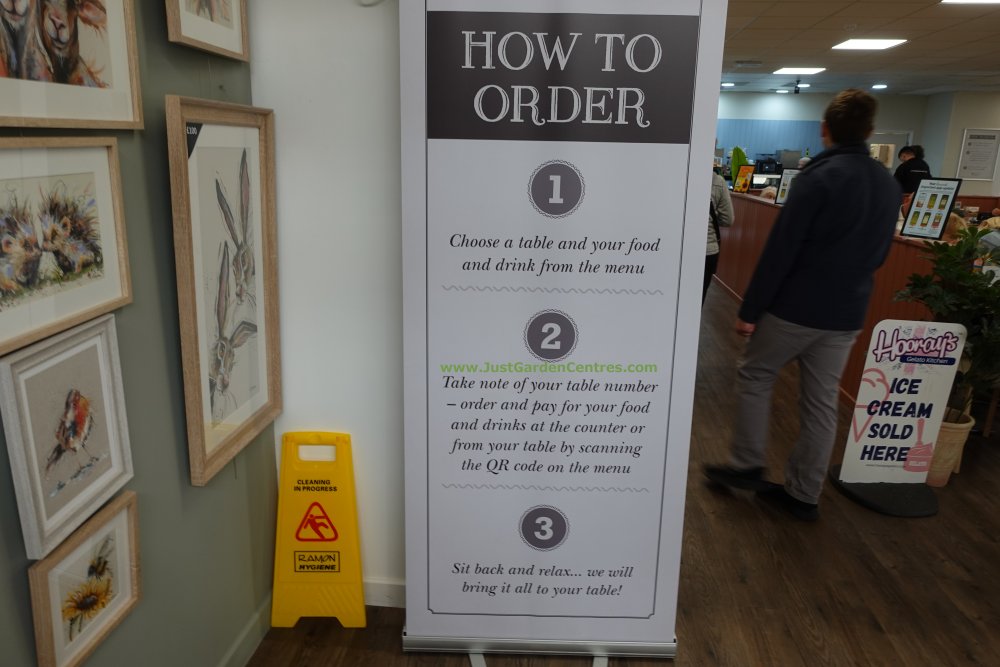 HOW TO
ORDER
1
Choose a table and your food
and drink from the menu
2
www.JustGardenCentres.com
Take note of your table number
– order and pay for your food
and drinks at the counter or
from your table by scanning
the QR code on the menu
3
Sit back and relax... we will
bring it all to your table!
£100
CLEANING
IN PROGRESS
RAMON
HYGIENE
Hooray's
Gelato Kitchen
ICE
CREAM
SOLD
HERE